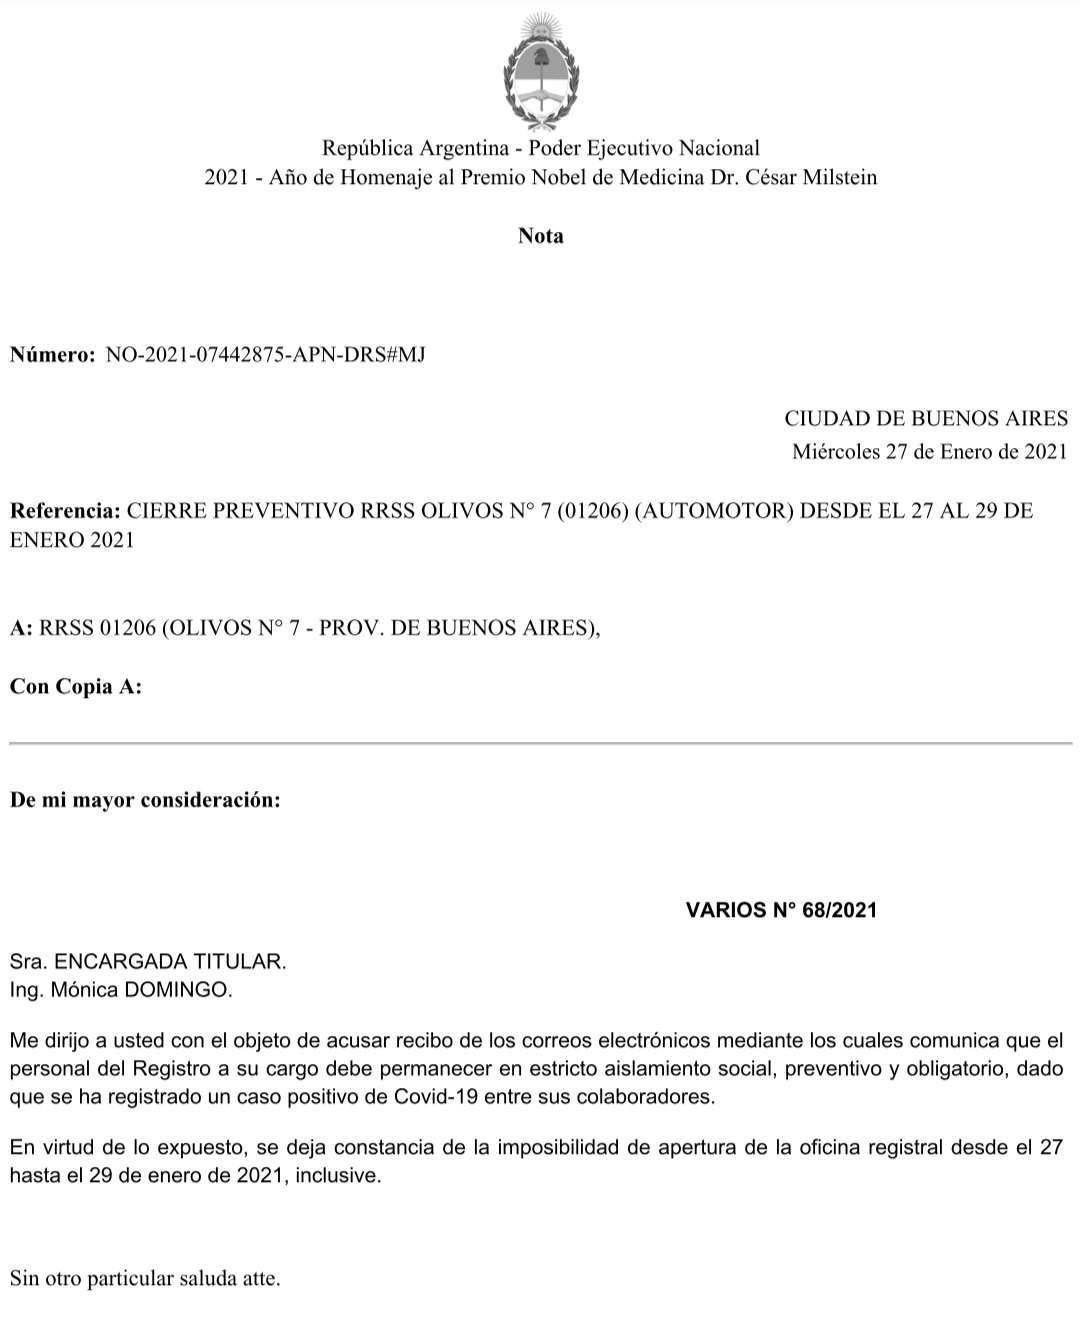 República Argentina - Poder Ejecutivo Nacional
2021 - Año de Homenaje al Premio Nobel de Medicina Dr. César Milstein
Nota
Número: NO-2021-07442875-APN-DRS#MJ
CIUDAD DE BUENOS AIRES
Miércoles 27 de Enero de 2021
Referencia: CIERRE PREVENTIVO RRSS OLIVOS N° 7 (01206) (AUTOMOTOR) DESDE EL 27 AL 29 DE
ENERO 2021
A: RRSS 01206 (OLIVOS N° 7 - PROV. DE BUENOS AIRES),
Con Copia A:
De mi mayor consideración:
VARIOS N° 68/2021
Sra. ENCARGADA TITULAR.
Ing. Mónica DOMINGO.
Me dirijo a usted con el objeto de acusar recibo de los correos electrónicos mediante los cuales comunica que el
personal del Registro a su cargo debe permanecer en estricto aislamiento social, preventivo y obligatorio, dado
que se ha registrado un caso positivo de Covid-19 entre sus colaboradores.
En virtud de lo expuesto, se deja constancia de la imposibilidad de apertura de la oficina registral desde el 27
hasta el 29 de enero de 2021, inclusive.
Sin otro particular saluda atte.